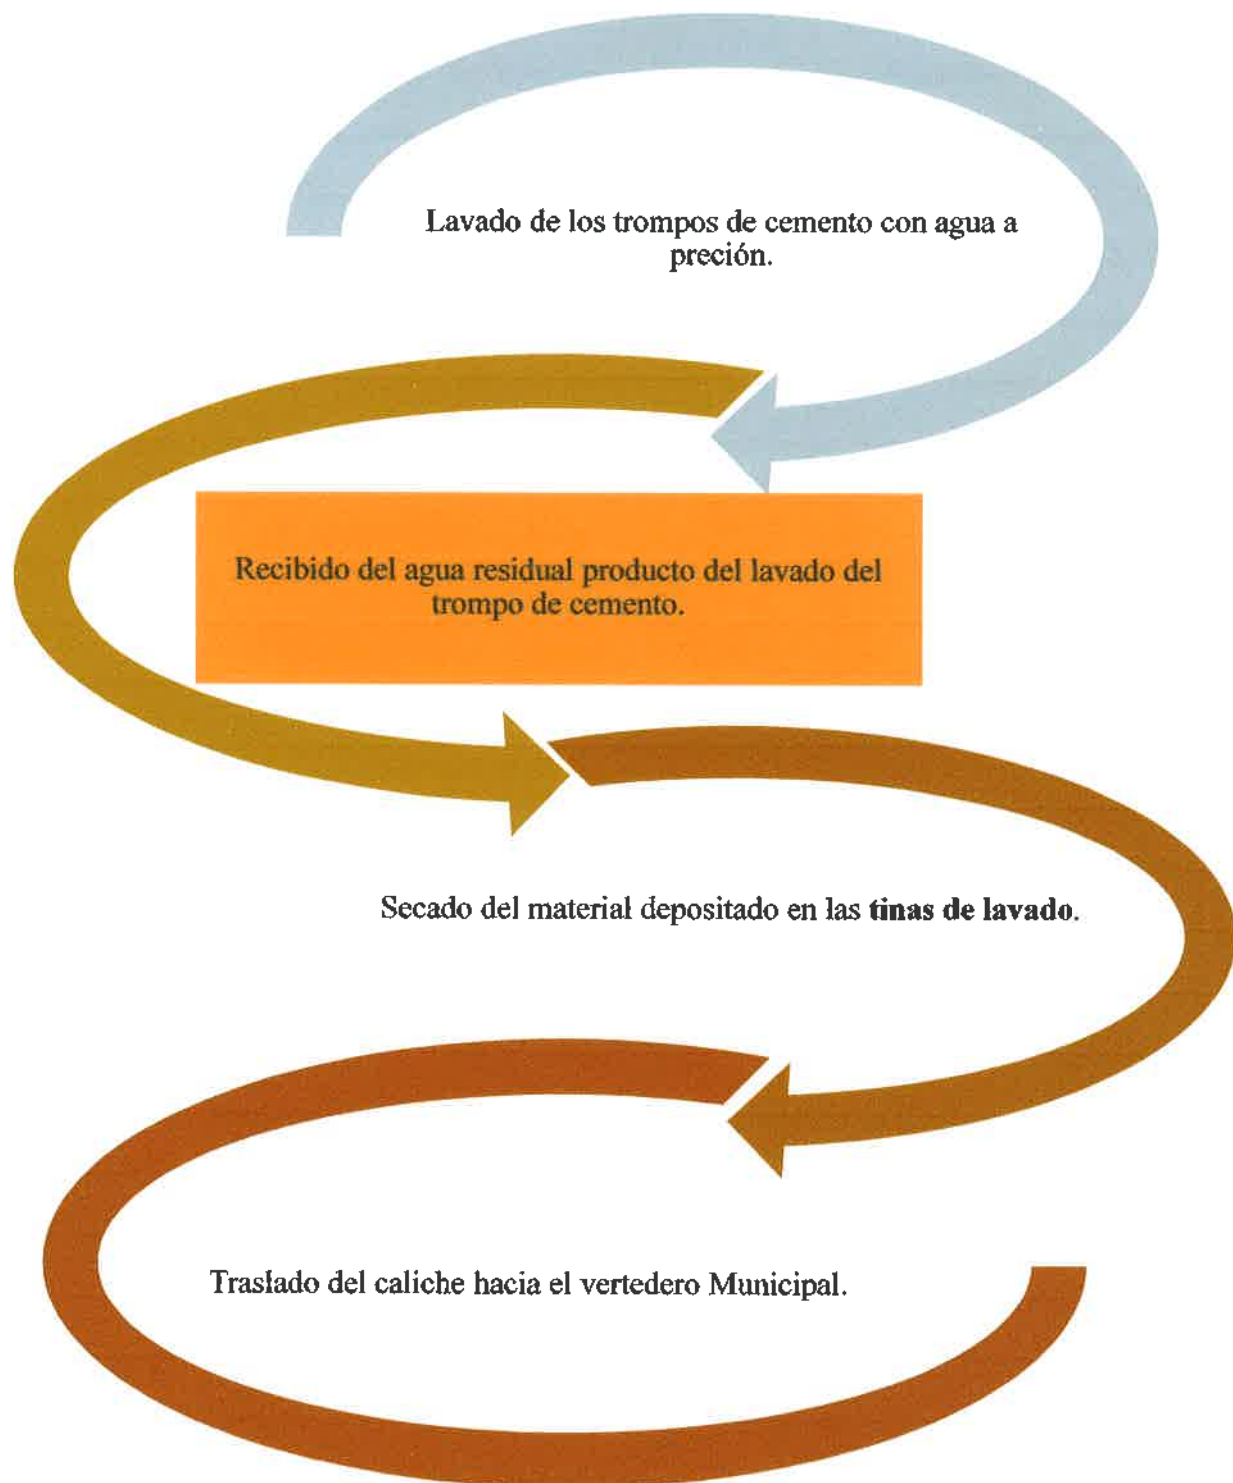 Lavado de los trompos de cemento con agua a
preción.
Recibido del agua residual producto del lavado del
trompo de cemento.
Secado del material depositado en las tinas de lavado.
Traslado del caliche hacia el vertedero Municipal.